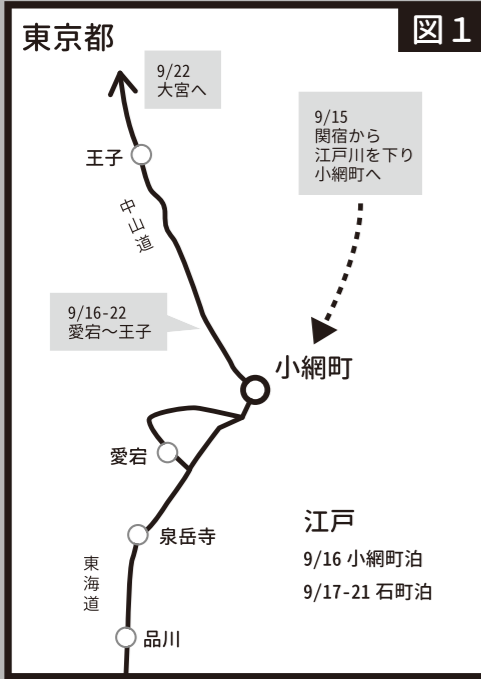 図1
東京都
9/22
大宮へ
9/15
関宿から
江戸川を下り
小網町へ
王子
中山道
9/16-22
愛宕～王子
小網町
愛宕
江戸
泉岳寺
9/16 小網町泊
東海道
9/17-21 石町泊
品川